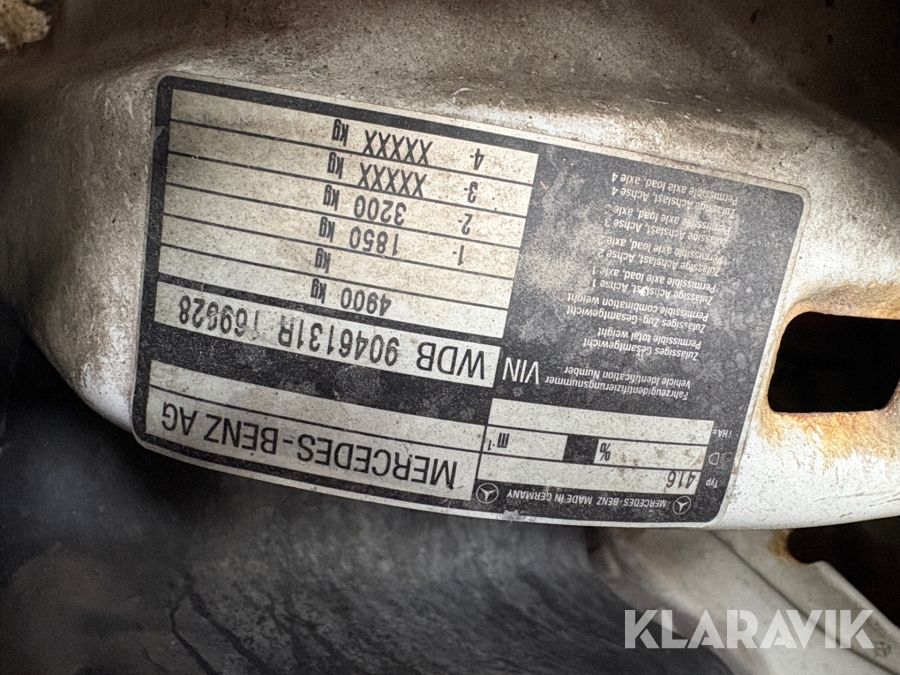 MERCEDES-BENZ MADE IN GERMANY
Typ 416
MERCEDES-BENZ AG
% m-1
i HA=
Fahrzeugidentifizierungsnummer
Vehicle Identification Number
VIN WDB 9046131R
Zulässiges Gesamtgewicht
Permissible total weight
4900 kg
Zulässiges Zug-Gesamtgewicht
Permissible combination weight
kg
Zulässige Achslast, Achse 1
Permissible axle load, axle 1
1- 1850 kg
Zulässige Achslast, Achse 2
Permissible axle load, axle 2
2- 3200 kg
Zulässige Achslast, Achse 3
Permissible axle load, axle
3- XXXXX kg
Zulässige Achslast, Achse 4
Permissible axle load, axle 4
4- XXXXX kg
KLARAVIK